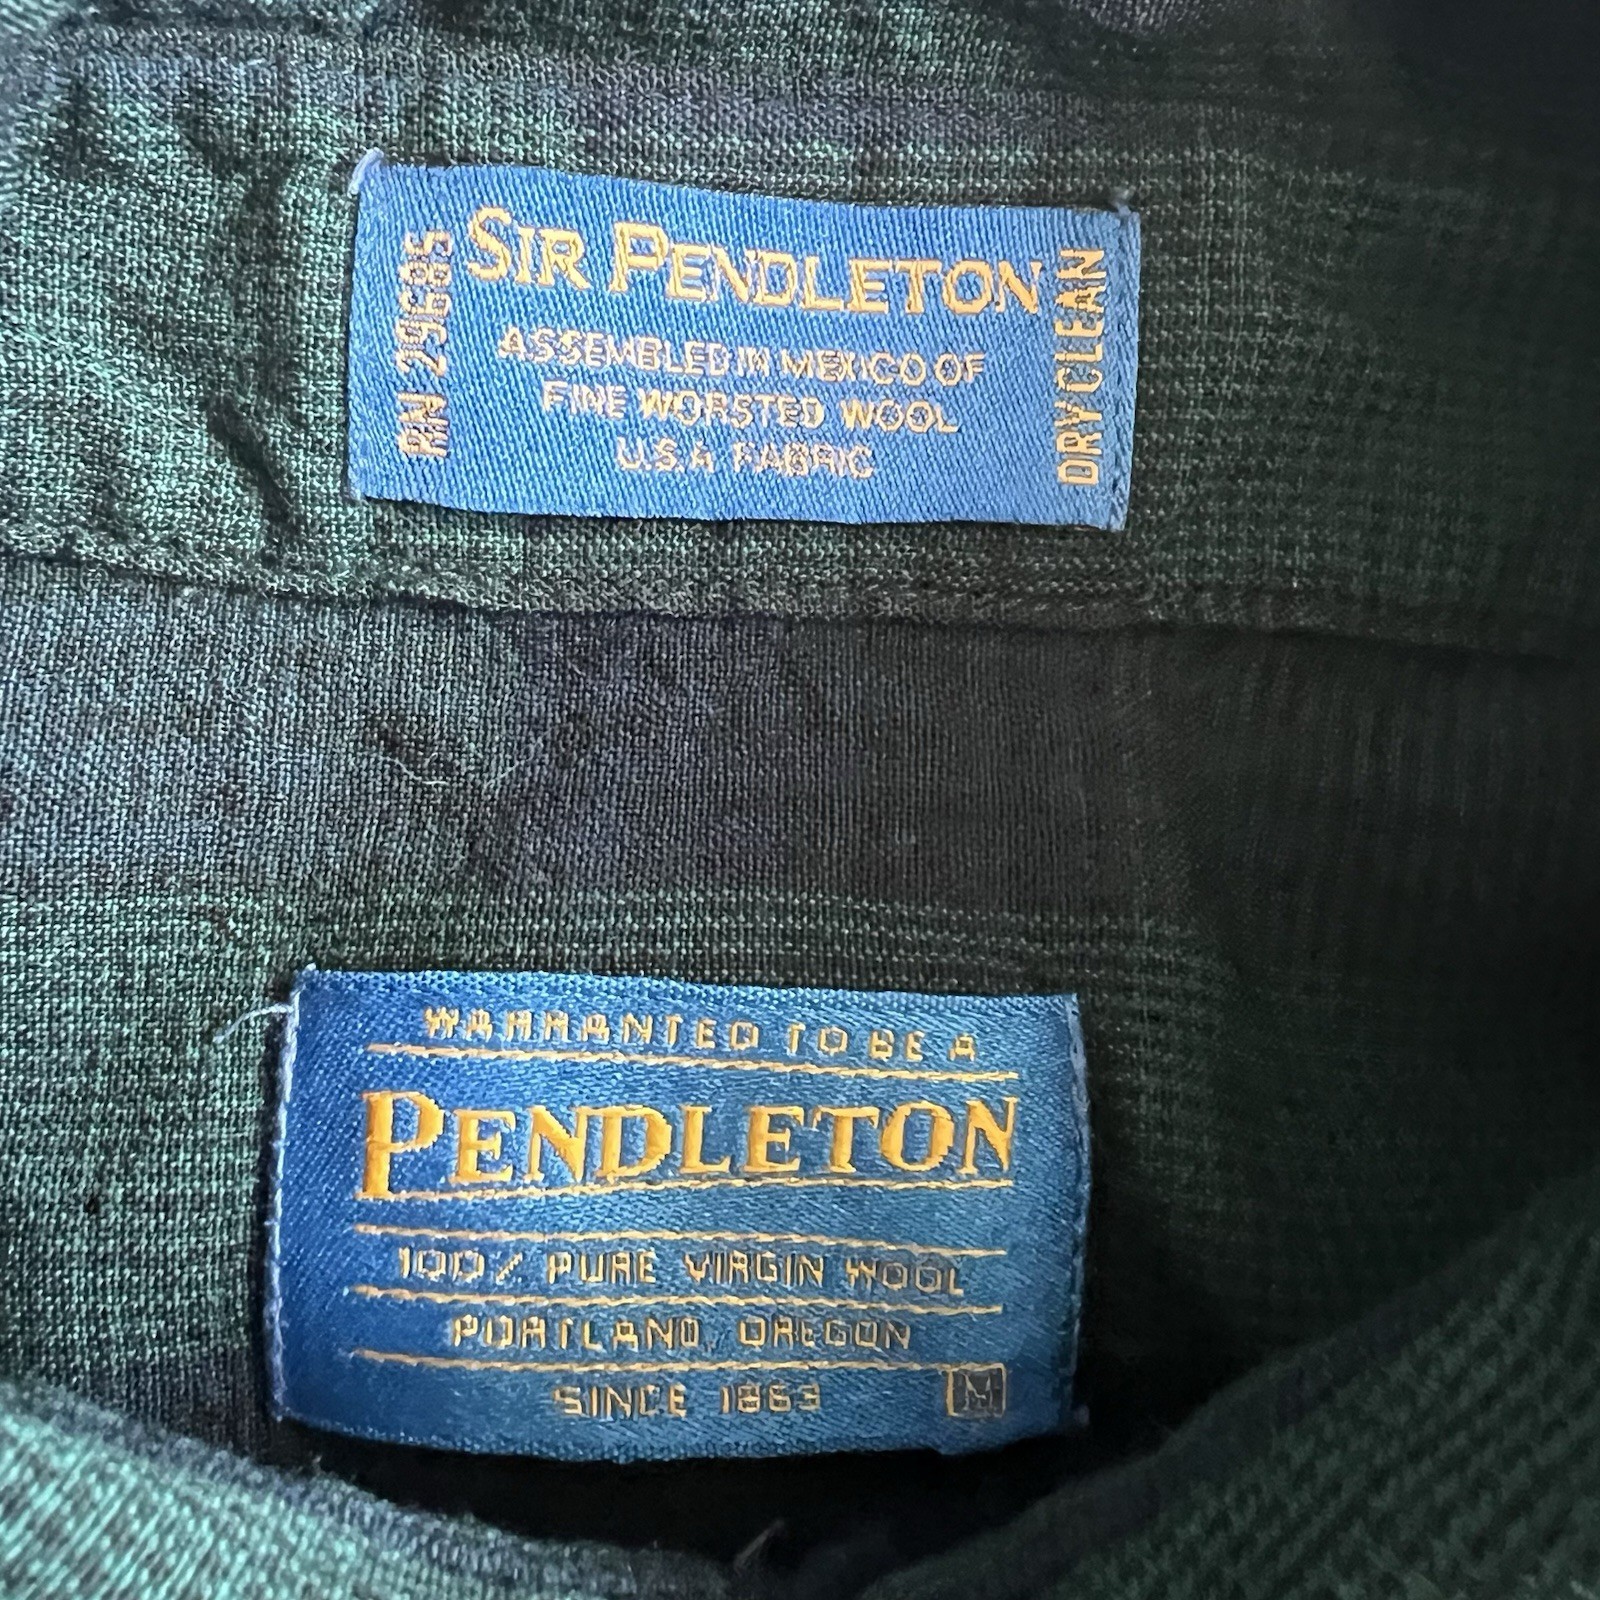 SIR PENDLETON
RN 29685
ASSEMBLED IN MEXICO OF
FINE WORSTED WOOL
U.S.A FABRIC
DRY CLEAN
WARRANTED TO BE A
PENDLETON
100% PURE VIRGIN WOOL
PORTLAND, OREGON
SINCE 1863
M